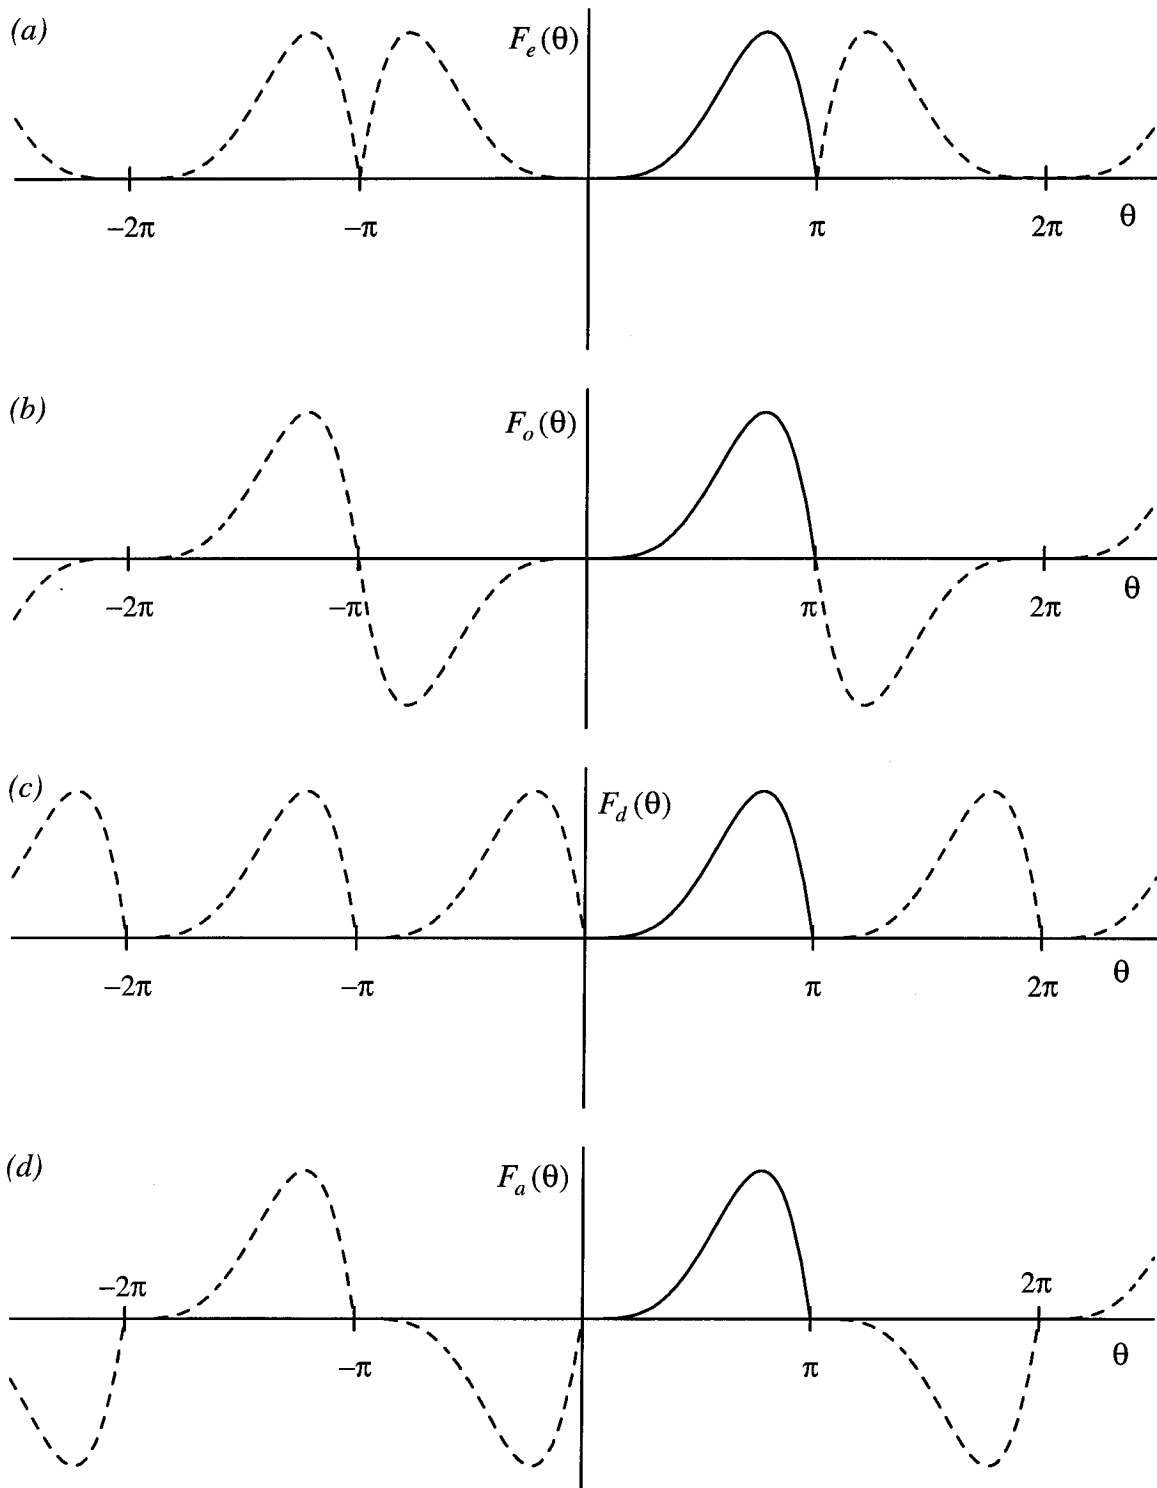 (a)
F_e(θ)
−2π −π π 2π θ
(b)
F_o(θ)
−2π −π π 2π θ
(c)
F_d(θ)
−2π −π π 2π θ
(d)
F_a(θ)
−2π 2π
−π π θ